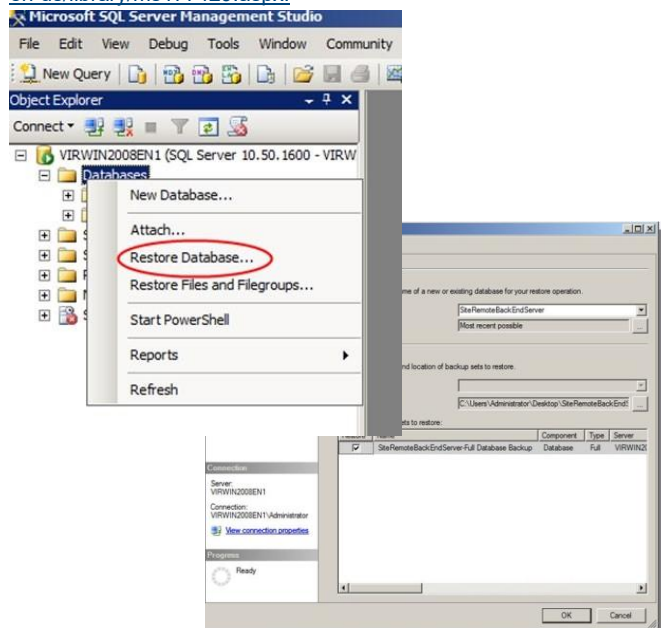 Microsoft SQL Server Management Studio
File Edit View Debug Tools Window Community
New Query
Object Explorer
Connect
VIRWIN2008EN1 (SQL Server 10.50.1600 - VIRW
Databases
New Database...
Attach...
Restore Database...
Restore Files and Filegroups...
Start PowerShell
Reports
Refresh
me of a new or existing database for your restore operation.
SiteRemoteBackEndServer
Most recent possible
...
nd location of backup sets to restore.
C:\Users\Administrator\Desktop\SiteRemoteBackEndS
...
ets to restore:
Name Component Type Server
SiteRemoteBackEndServer-Full Database Backup Database Full VIRWIN20
Connection
Server:
VIRWIN2008EN1
Connection:
VIRWIN2008EN1\Administrator
View connection properties
Progress
Ready
OK Cancel